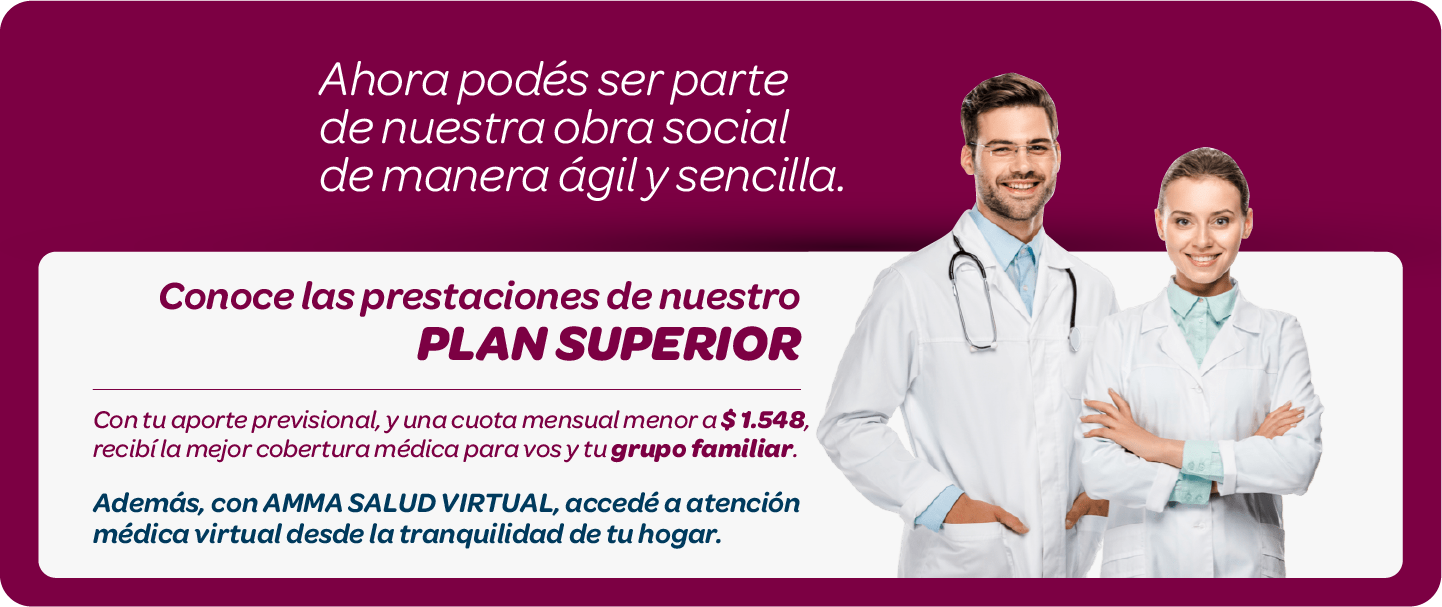 Ahora podés ser parte
de nuestra obra social
de manera ágil y sencilla.
Conoce las prestaciones de nuestro
PLAN SUPERIOR
Con tu aporte previsional, y una cuota mensual menor a $ 1.548,
recibí la mejor cobertura médica para vos y tu grupo familiar.
Además, con AMMA SALUD VIRTUAL, accedé a atención
médica virtual desde la tranquilidad de tu hogar.